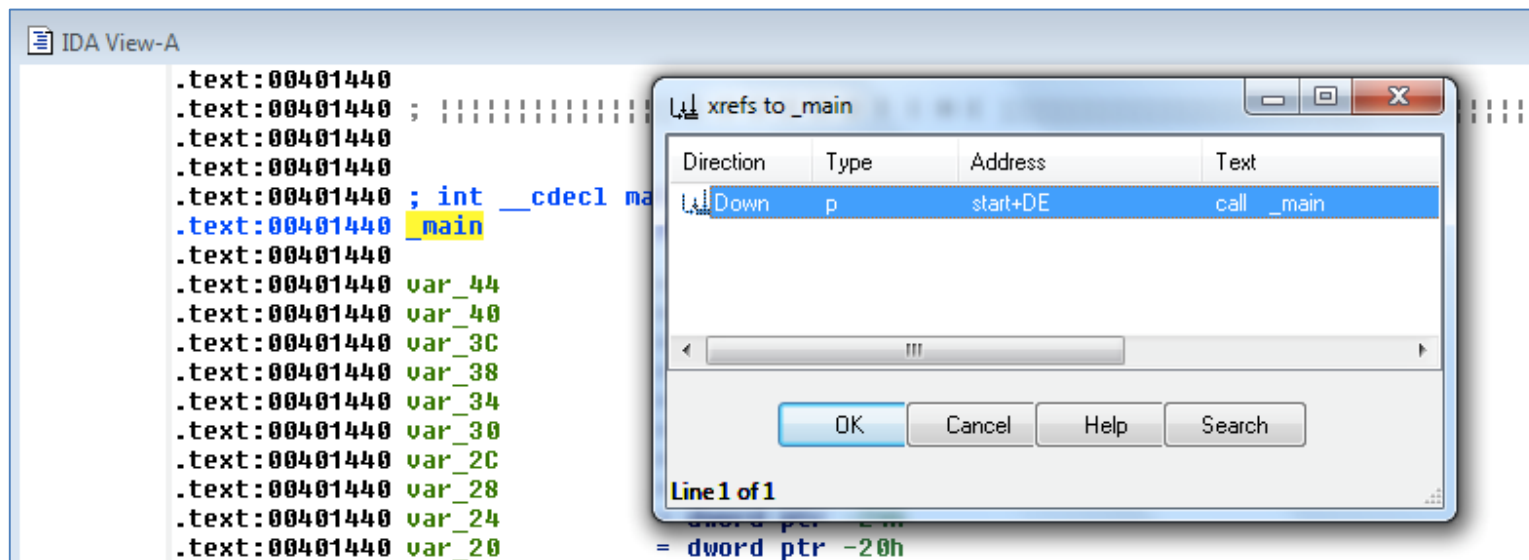 IDA View-A
.text:00401440
.text:00401440 ;
.text:00401440
.text:00401440
.text:00401440 ; int __cdecl ma
.text:00401440 _main
.text:00401440
.text:00401440 var_44
.text:00401440 var_40
.text:00401440 var_3C
.text:00401440 var_38
.text:00401440 var_34
.text:00401440 var_30
.text:00401440 var_2C
.text:00401440 var_28
.text:00401440 var_24 = dword ptr -24h
.text:00401440 var_20 = dword ptr -20h
xrefs to _main
Direction Type Address Text
Down p start+DE call _main
OK Cancel Help Search
Line 1 of 1